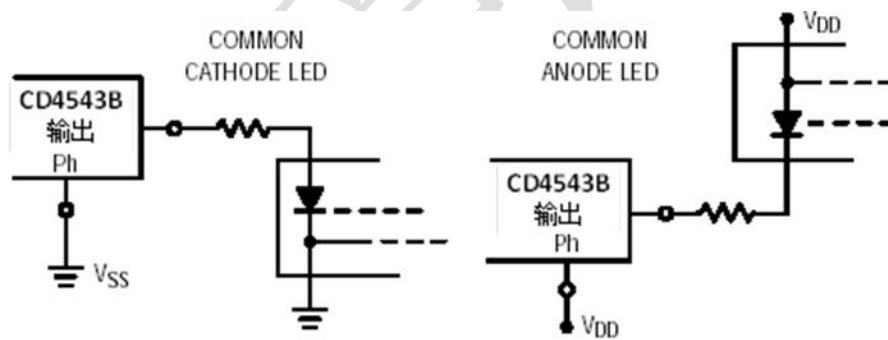 COMMON
CATHODE LED
CD4543B
输出
Ph
VSS
COMMON
ANODE LED
VDD
CD4543B
输出
Ph
VDD